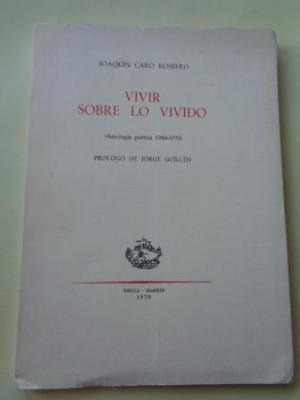 JOAQUIN CARO ROMERO
VIVIR
SOBRE LO VIVIDO
(Antología poética 1960-1970)
PROLOGO DE JORGE GUILLEN
INSULA - MADRID
1970